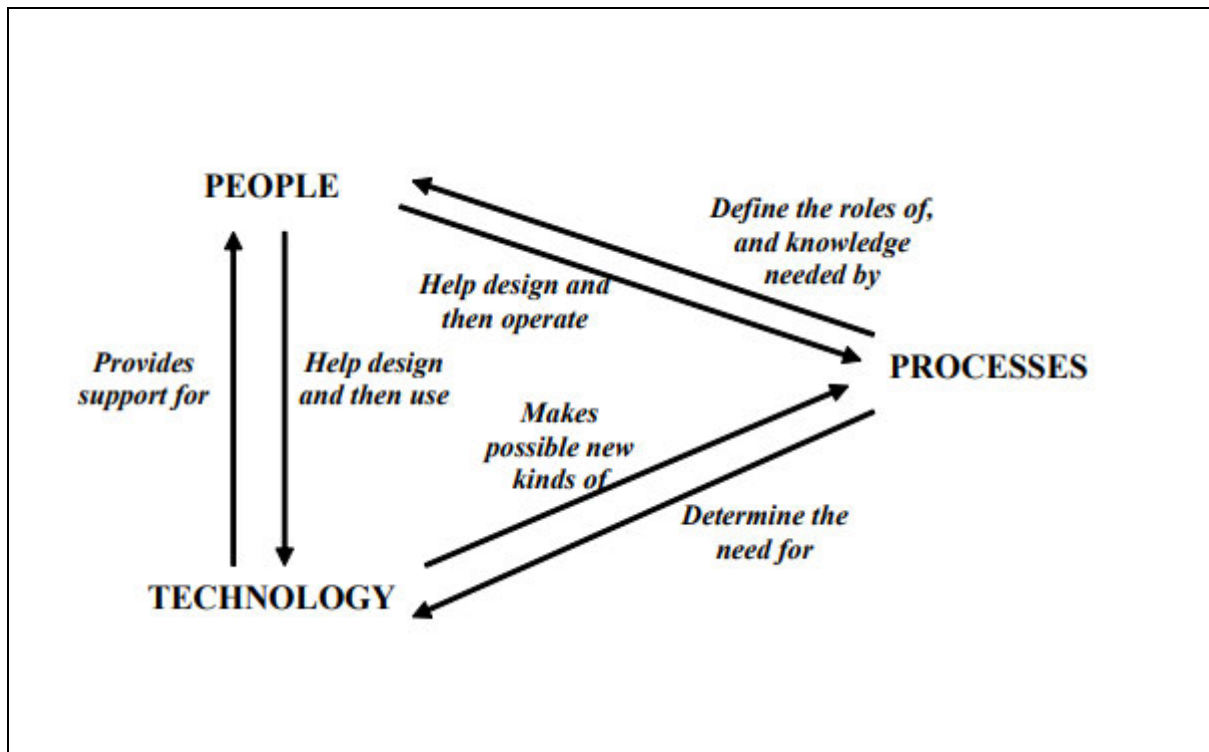 PEOPLE
Define the roles of,
and knowledge
needed by
Help design and
then operate
Provides
support for
Help design
and then use
PROCESSES
Makes
possible new
kinds of
Determine the
need for
TECHNOLOGY